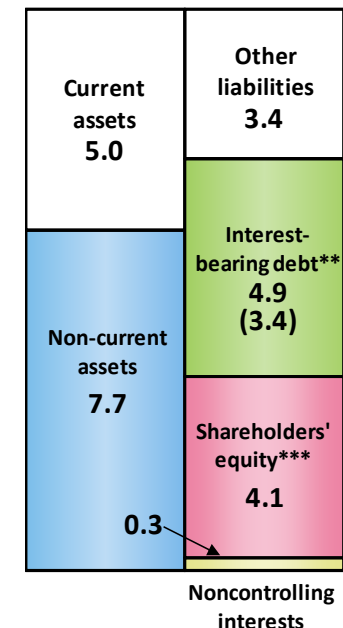 Current
assets
5.0
Non-current
assets
7.7
Other
liabilities
3.4
Interest-
bearing debt**
4.9
(3.4)
Shareholders'
equity***
4.1
0.3
Noncontrolling
interests